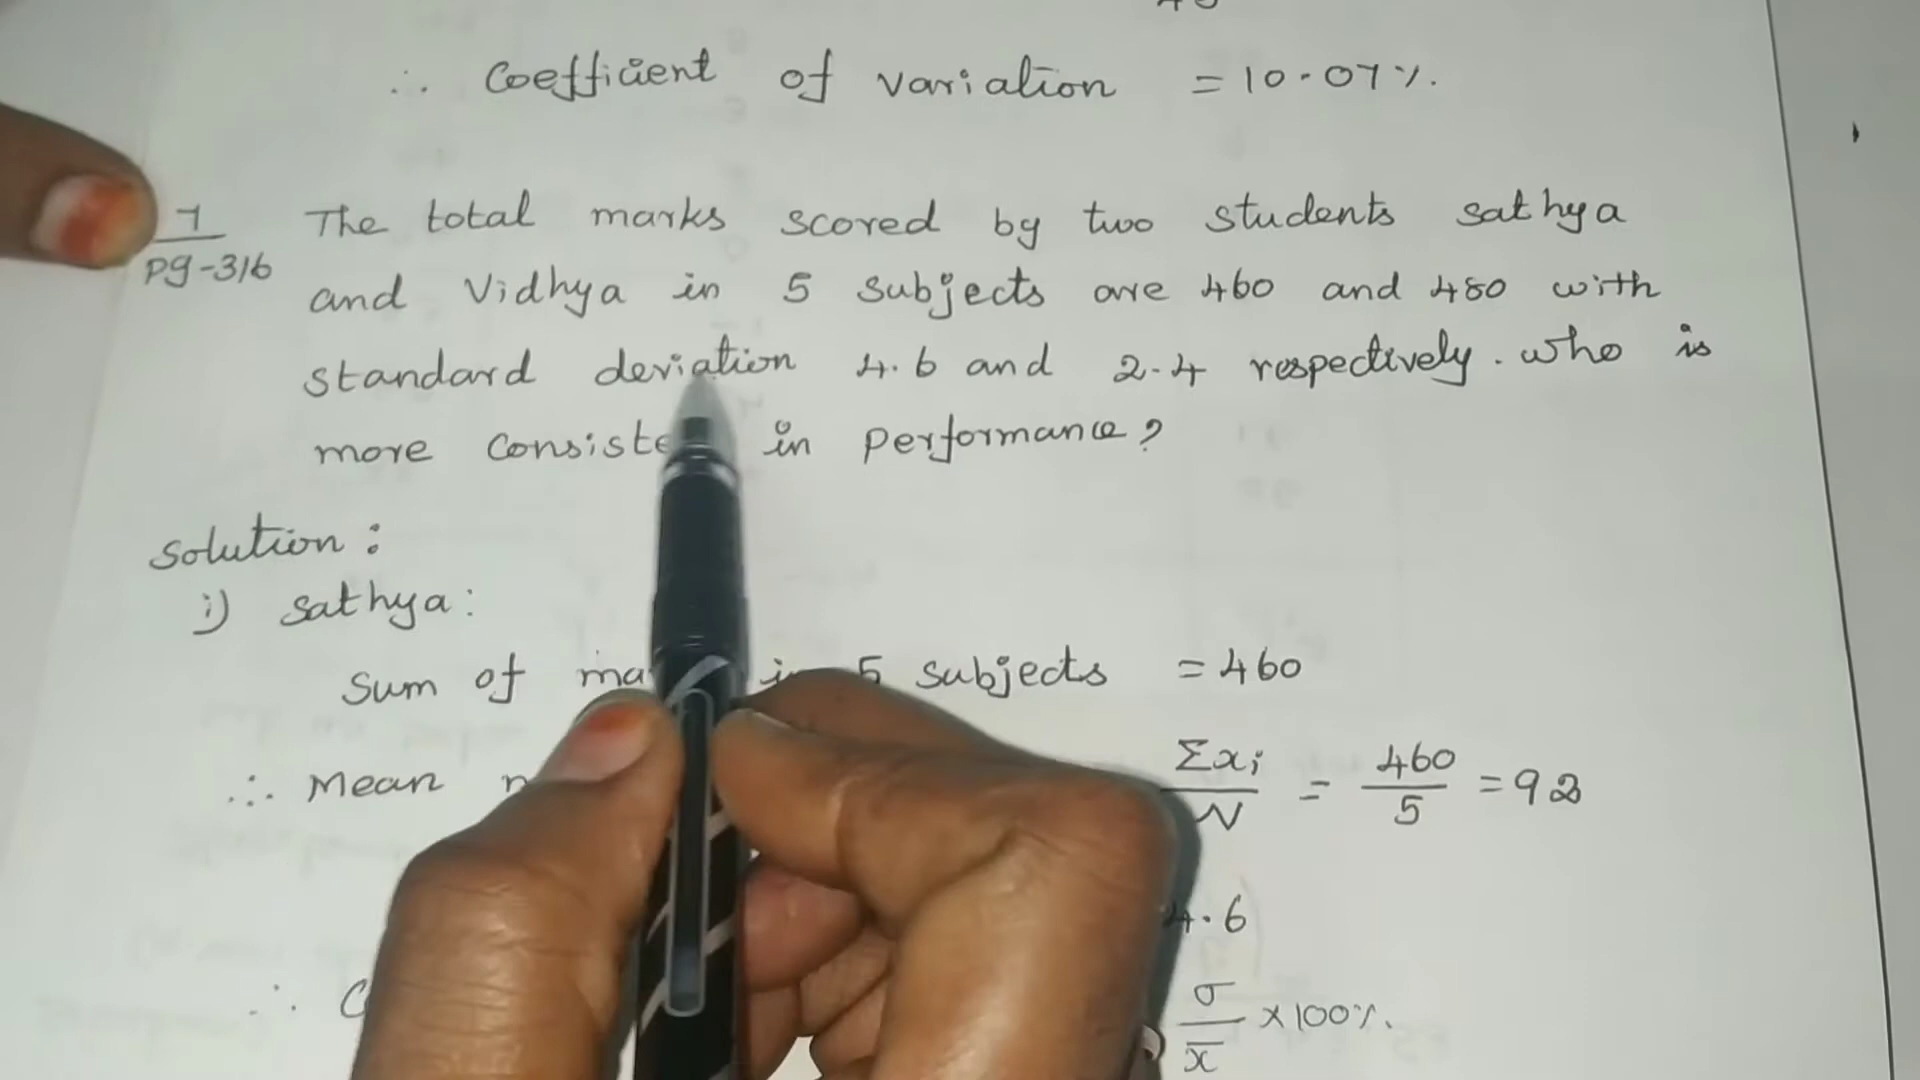 ∴ Coefficient of variation = 10.07%.
7
Pg-316
The total marks scored by two students sathya
and Vidhya in 5 subjects are 460 and 480 with
standard deviation 4.6 and 2.4 respectively. who is
more in performance?
solution:
i) sathya:
sum of 5 subjects = 460
∴ Mean Σxi/N = 460/5 = 92
4.6
∴ C σ/x̄ ×100%.